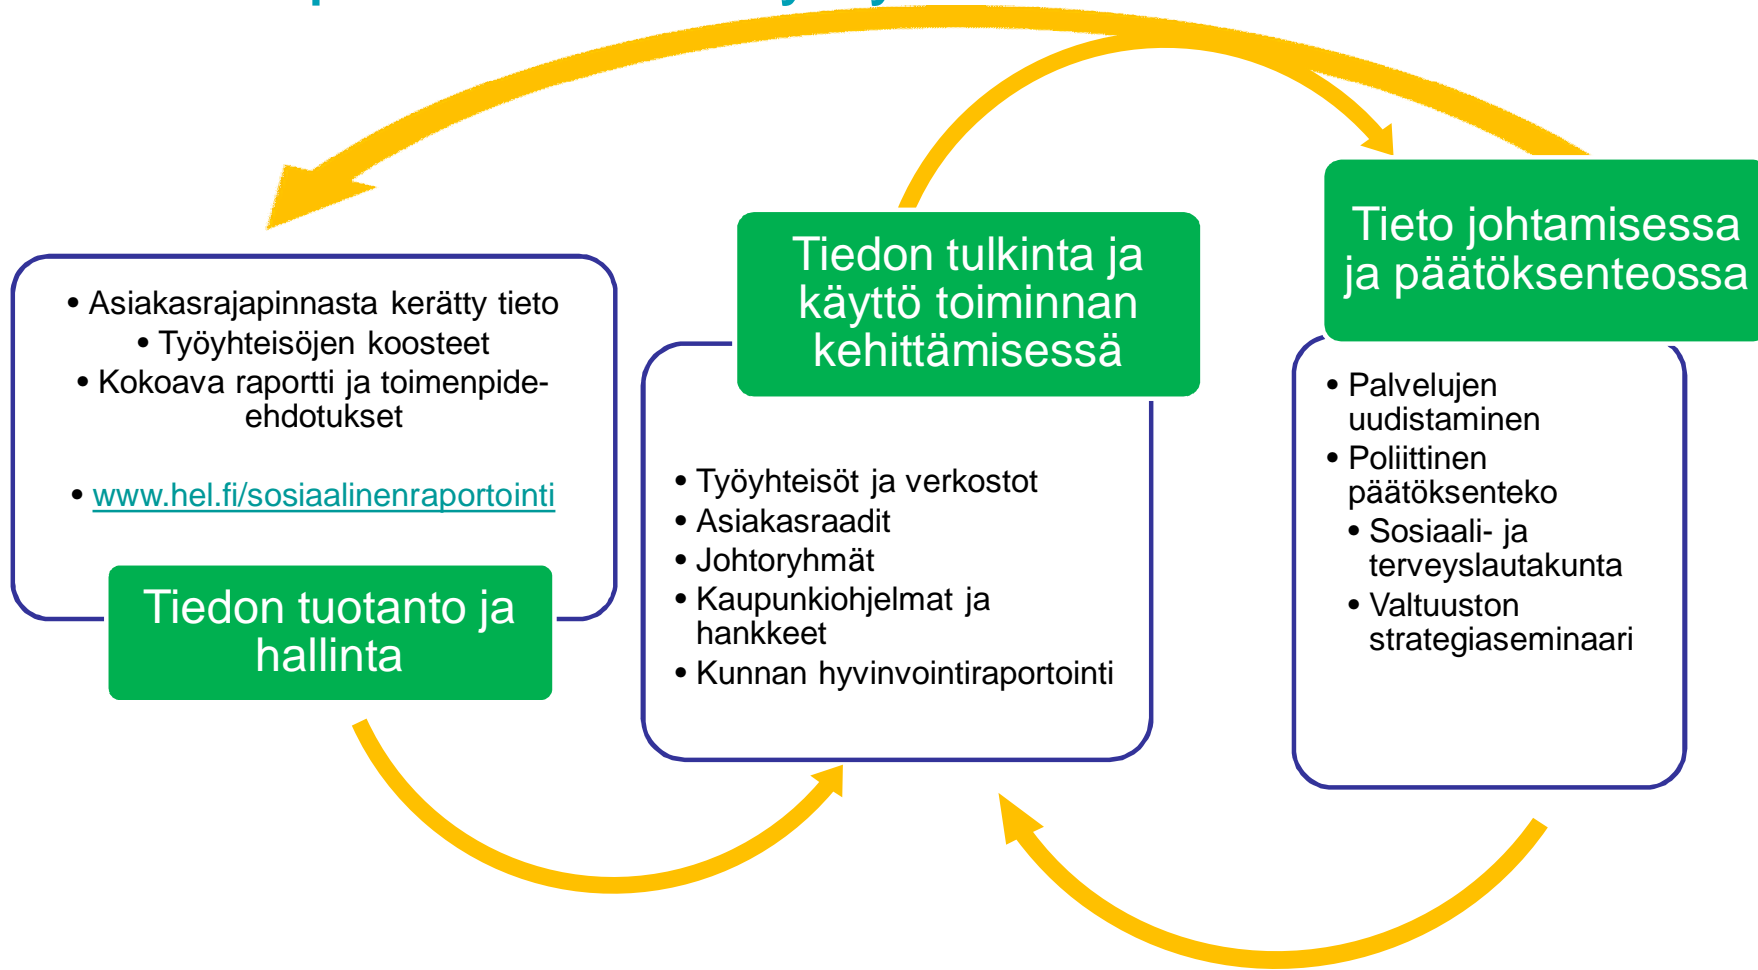 • Asiakasrajapinnasta kerätty tieto
• Työyhteisöjen koosteet
• Kokoava raportti ja toimenpide-
ehdotukset
• www.hel.fi/sosiaalinenraportointi
Tiedon tuotanto ja
hallinta
Tiedon tulkinta ja
käyttö toiminnan
kehittämisessä
• Työyhteisöt ja verkostot
• Asiakasraadit
• Johtoryhmät
• Kaupunkiohjelmat ja
hankkeet
• Kunnan hyvinvointiraportointi
Tieto johtamisessa
ja päätöksenteossa
• Palvelujen
uudistaminen
• Poliittinen
päätöksenteko
• Sosiaali- ja
terveyslautakunta
• Valtuuston
strategiaseminaari